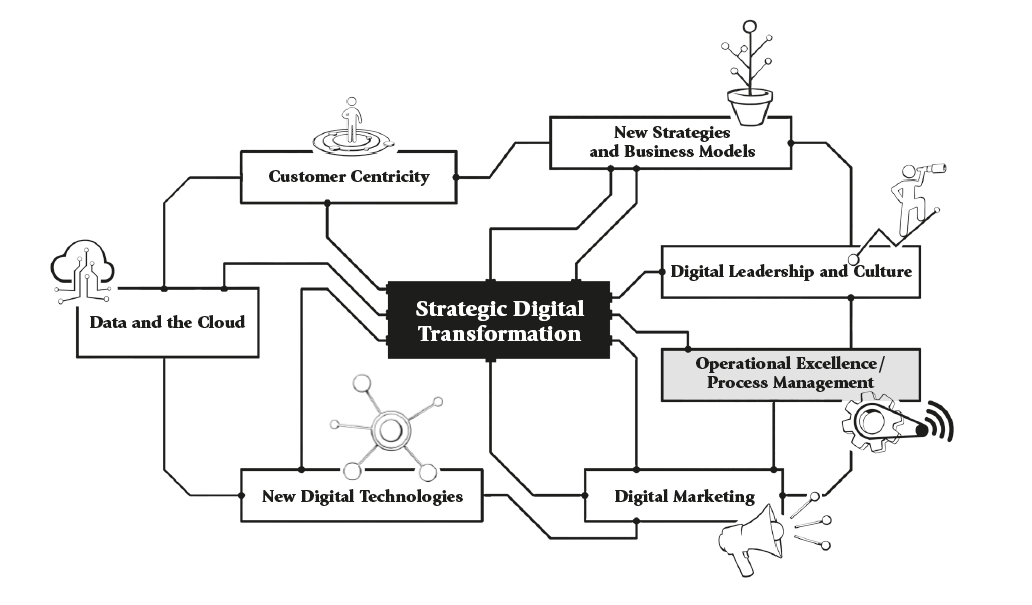 New Strategies
and Business Models
Customer Centricity
Digital Leadership and Culture
Data and the Cloud
Strategic Digital
Transformation
Operational Excellence/
Process Management
New Digital Technologies
Digital Marketing